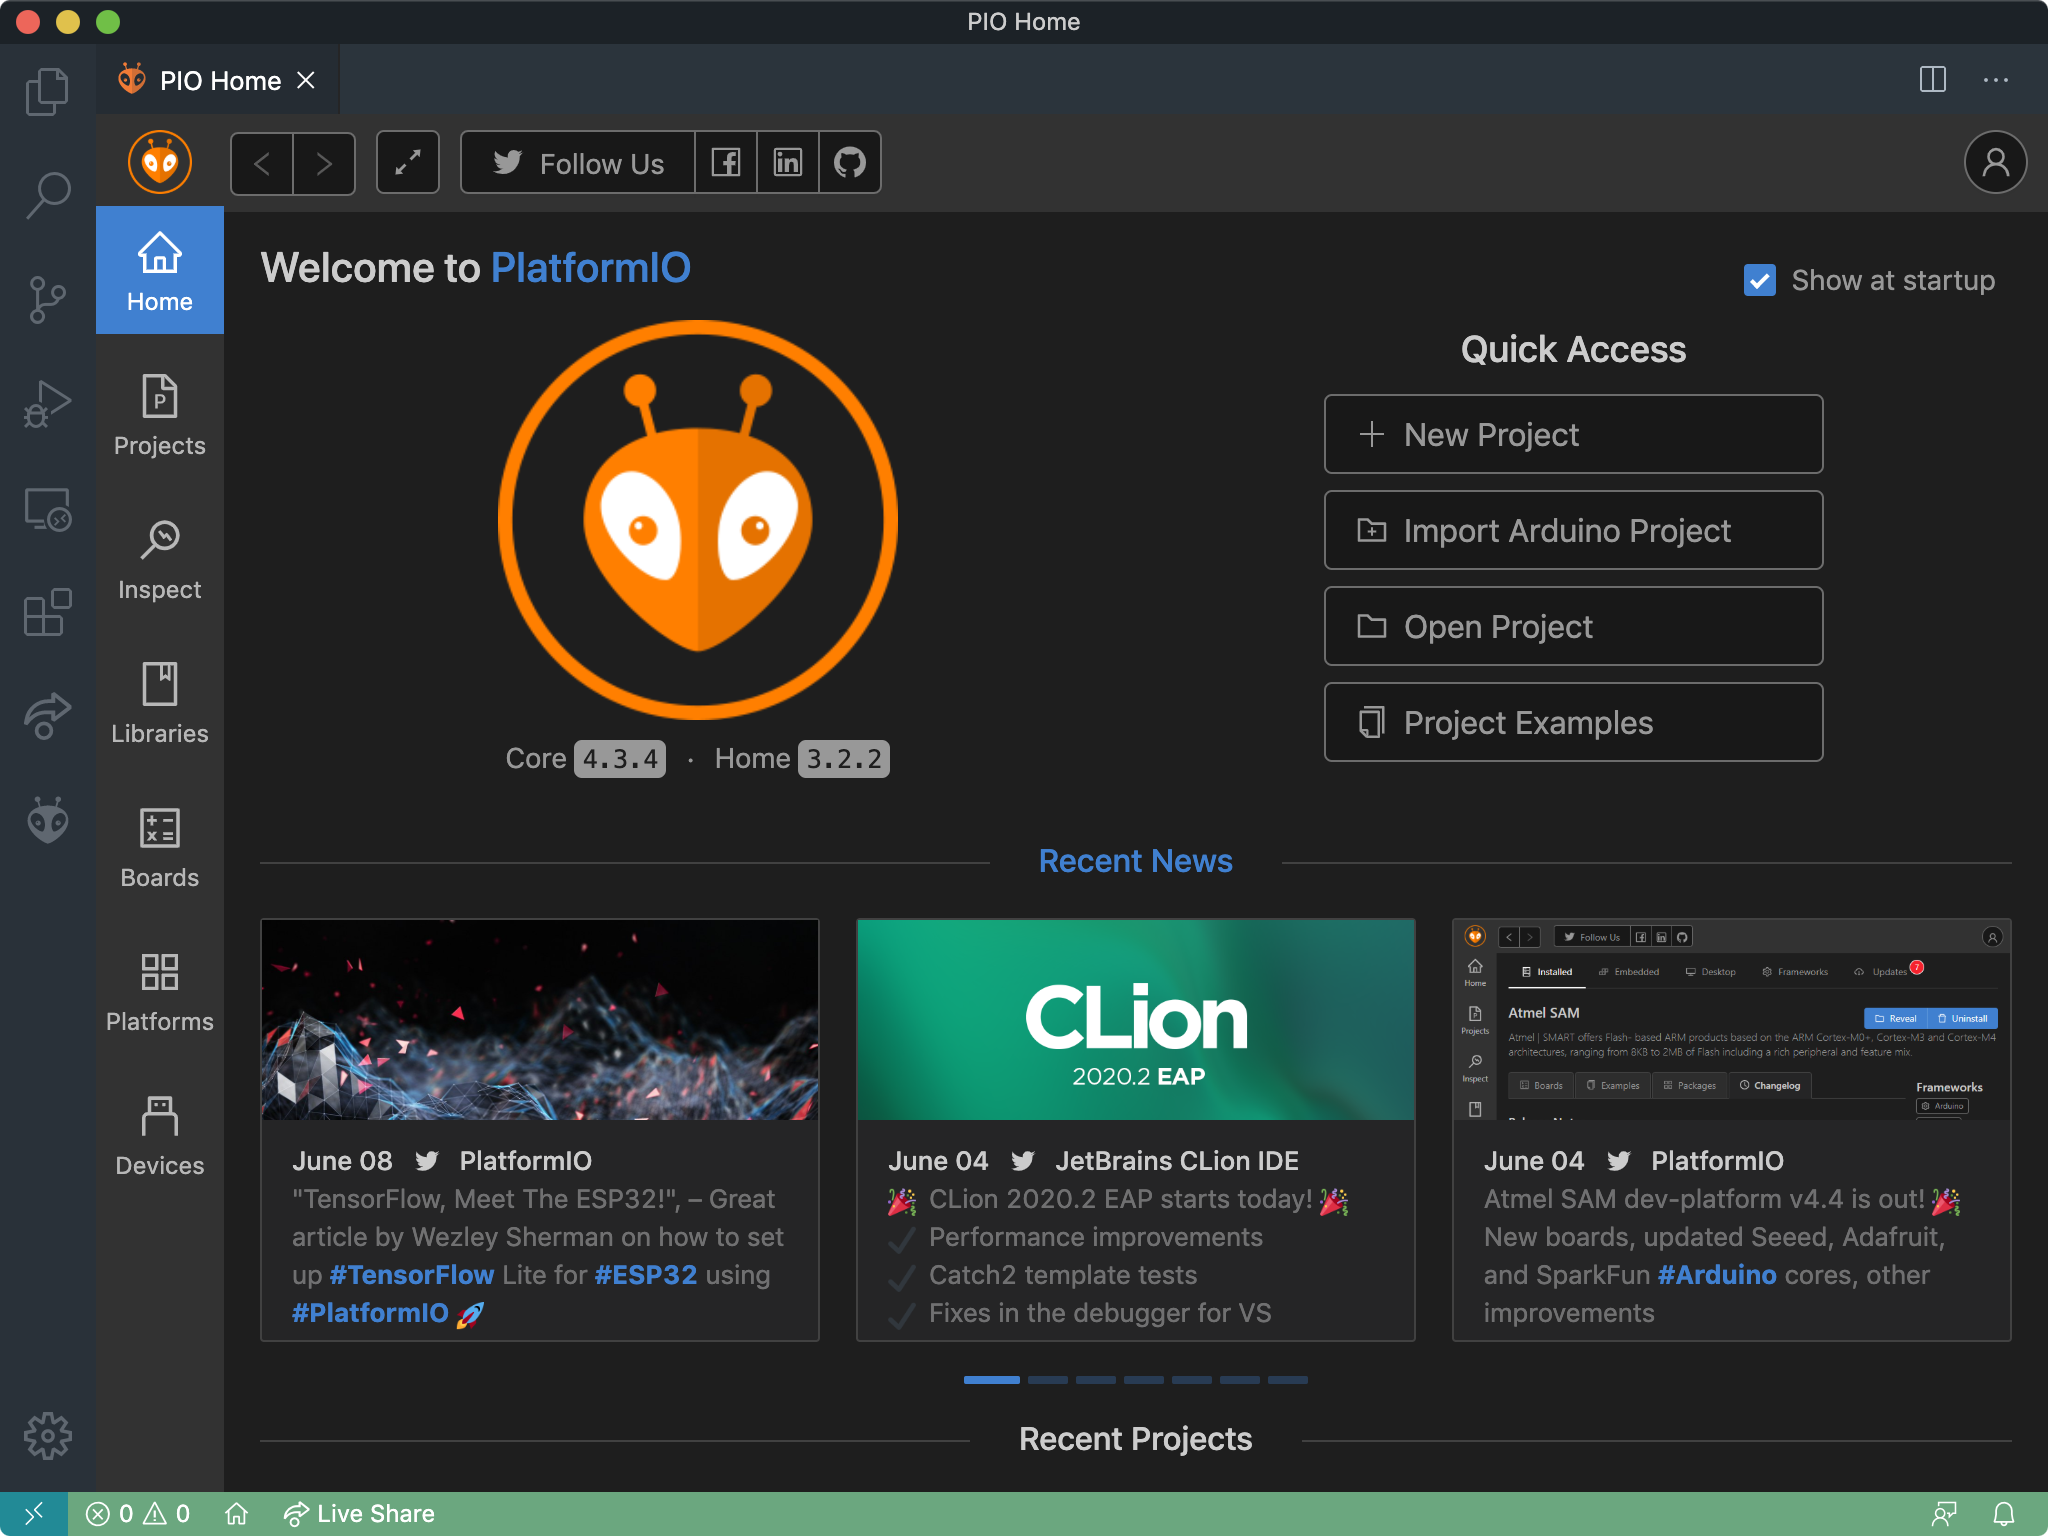 PIO Home
PIO Home
Follow Us
Home
Projects
Inspect
Libraries
Boards
Platforms
Devices
Welcome to PlatformIO
Show at startup
Core 4.3.4 · Home 3.2.2
Quick Access
New Project
Import Arduino Project
Open Project
Project Examples
Recent News
June 08 PlatformIO
"TensorFlow, Meet The ESP32!", – Great
article by Wezley Sherman on how to set
up #TensorFlow Lite for #ESP32 using
#PlatformIO 🚀
CLion
2020.2 EAP
June 04 JetBrains CLion IDE
🎉 CLion 2020.2 EAP starts today! 🎉
✔ Performance improvements
✔ Catch2 template tests
✔ Fixes in the debugger for VS
Follow Us
Home
Projects
Inspect
Installed Embedded Desktop Frameworks Updates 7
Atmel SAM
Reveal Uninstall
Atmel | SMART offers Flash- based ARM products based on the ARM Cortex-M0+, Cortex-M3 and Cortex-M4
architectures, ranging from 8KB to 2MB of Flash including a rich peripheral and feature mix.
Boards Examples Packages Changelog
Frameworks
Arduino
June 04 PlatformIO
Atmel SAM dev-platform v4.4 is out! 🎉
New boards, updated Seeed, Adafruit,
and SparkFun #Arduino cores, other
improvements
Recent Projects
0 0 Live Share